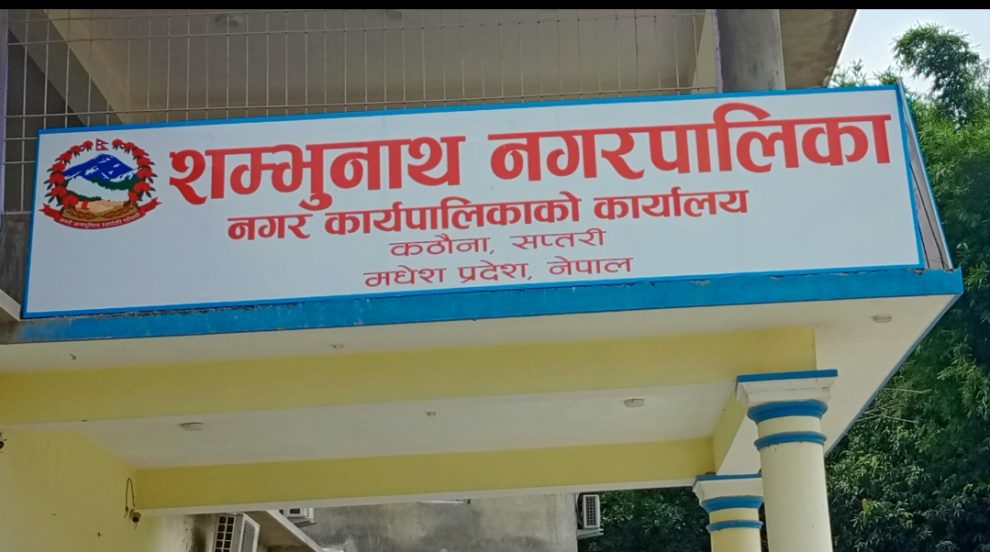 शम्भुनाथ नगरपालिका
नगर कार्यपालिकाको कार्यालय
कठौना, सप्तरी
मधेश प्रदेश, नेपाल